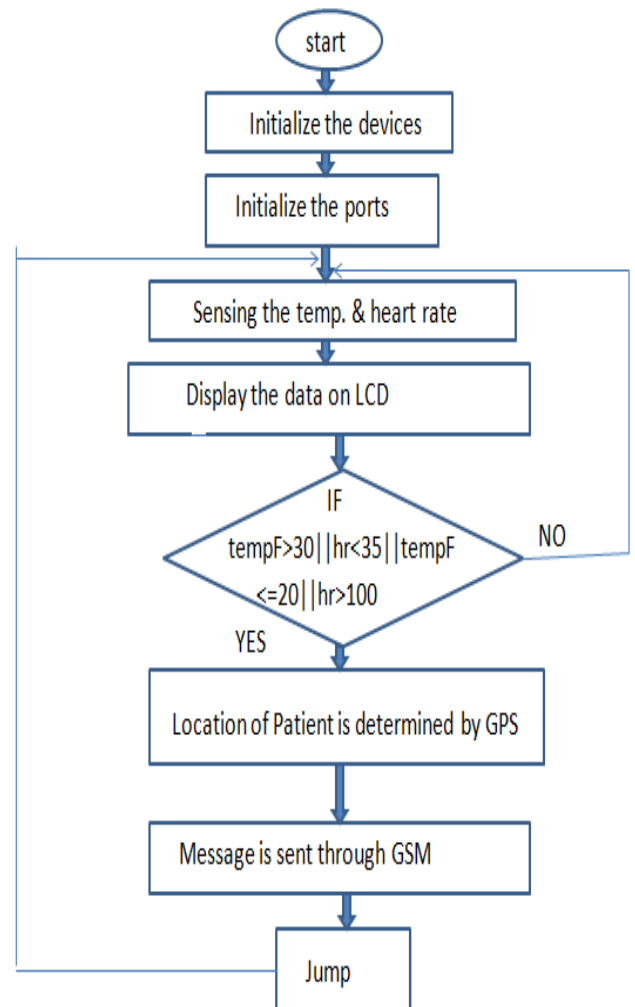 start
Initialize the devices
Initialize the ports
Sensing the temp. & heart rate
Display the data on LCD
IF
tempF>30||hr<35||tempF
<=20||hr>100
NO
YES
Location of Patient is determined by GPS
Message is sent through GSM
Jump